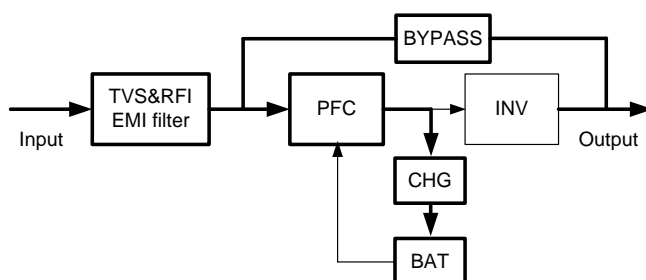 BYPASS
TVS&RFI
EMI filter
PFC
INV
Input
Output
CHG
BAT